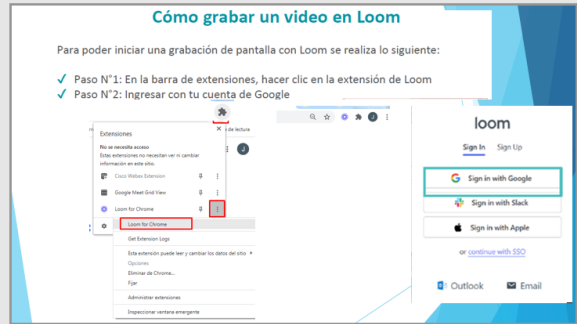 Cómo grabar un video en Loom
Para poder iniciar una grabación de pantalla con Loom se realiza lo siguiente:
✓ Paso N°1: En la barra de extensiones, hacer clic en la extensión de Loom
✓ Paso N°2: Ingresar con tu cuenta de Google
Extensiones
de lectura
No se necesita acceso
Estas extensiones no necesitan ver ni cambiar
información en este sitio.
Cisco Webex Extension
Google Meet Grid View
Loom for Chrome
Loom for Chrome
Get Extension Logs
Esta extensión puede leer y cambiar los datos del sitio
Opciones
Eliminar de Chrome...
Fijar
Administrar extensiones
Inspeccionar ventana emergente
J
J
loom
Sign In Sign Up
Sign in with Google
Sign in with Slack
Sign in with Apple
or continue with SSO
Outlook Email